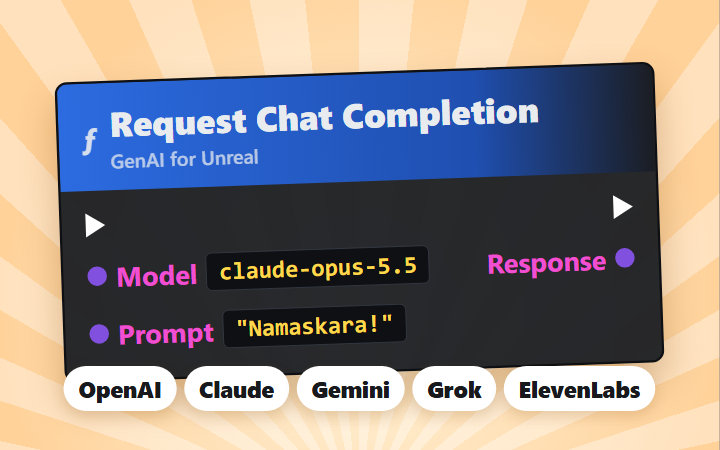 ƒ Request Chat Completion
GenAI for Unreal
Model claude-opus-5.5 Response
Prompt "Namaskara!"
OpenAI Claude Gemini Grok ElevenLabs